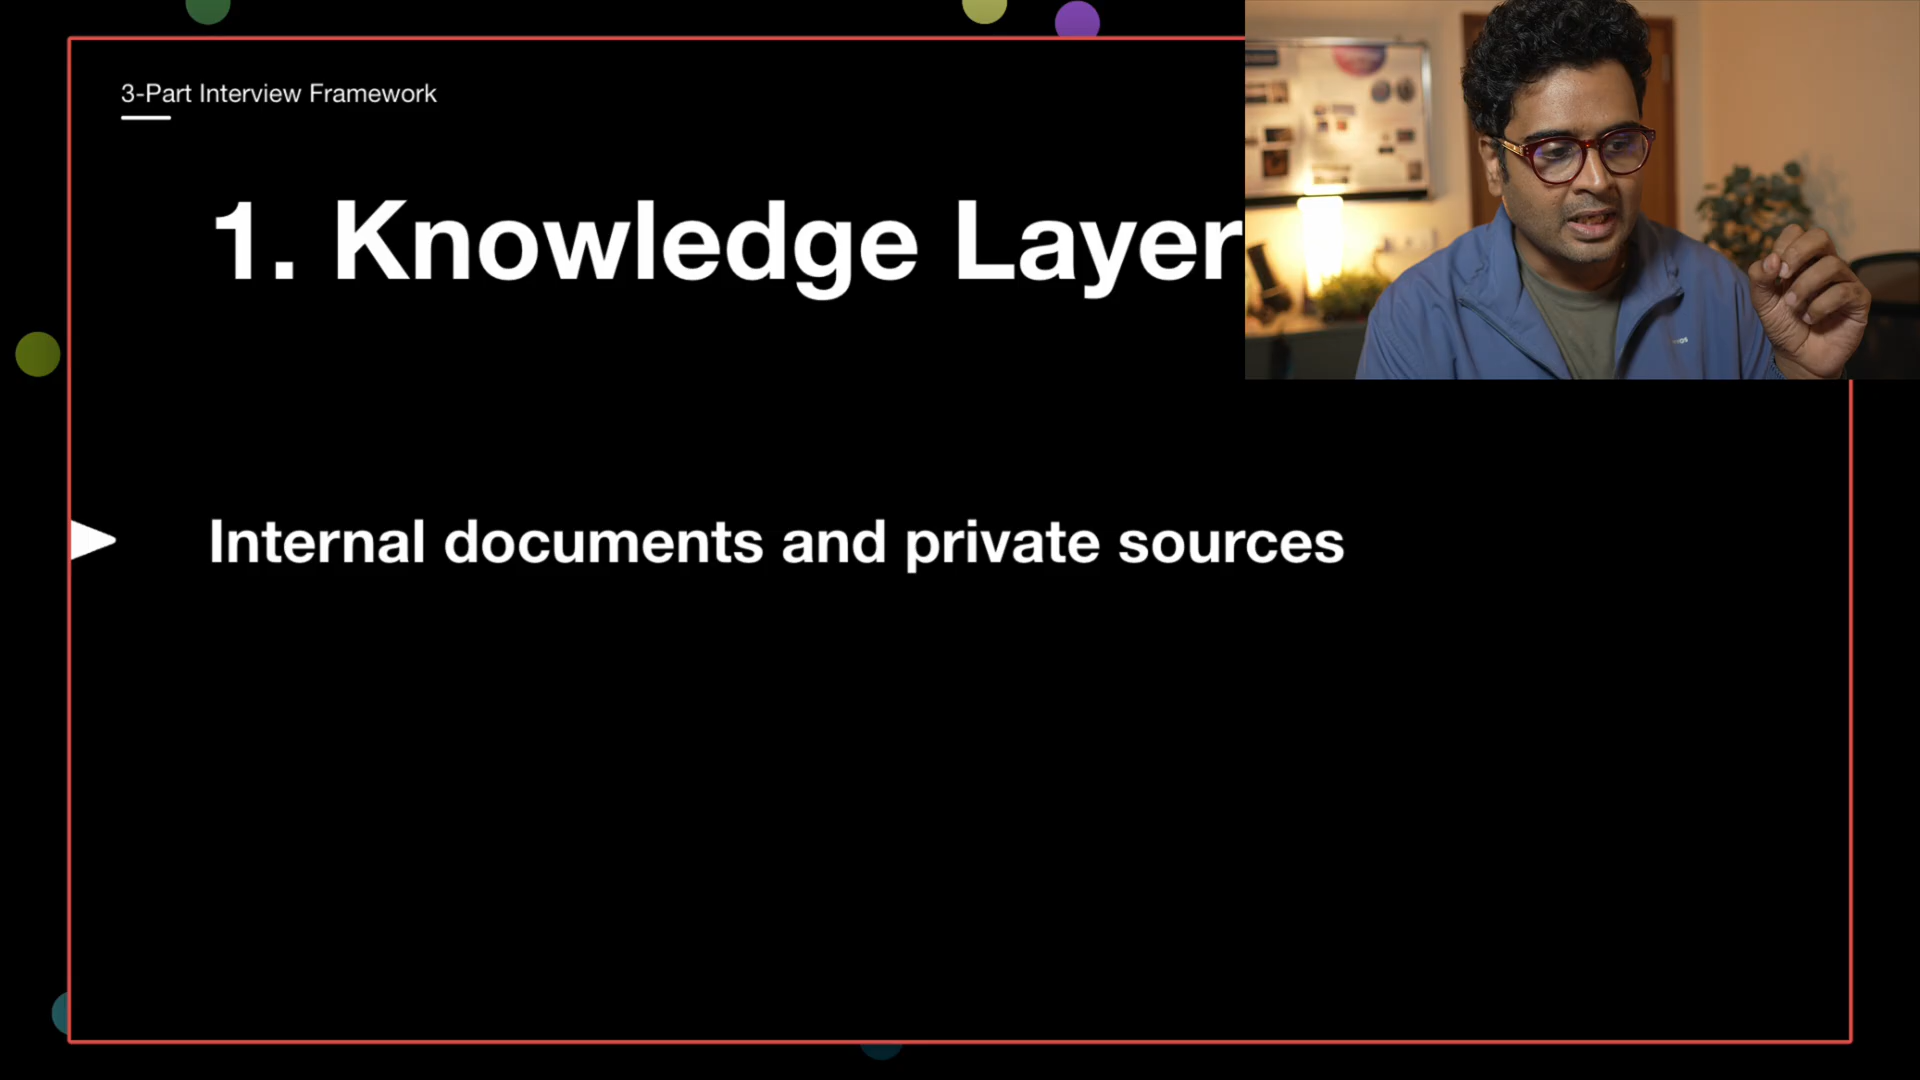 3-Part Interview Framework
1. Knowledge Layer
Internal documents and private sources